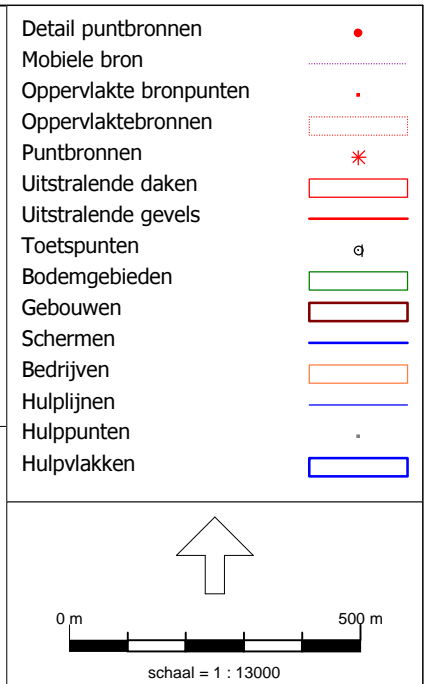 Detail puntbronnen
Mobiele bron
Oppervlakte bronpunten
Oppervlaktebronnen
Puntbronnen
Uitstralende daken
Uitstralende gevels
Toetspunten
Bodemgebieden
Gebouwen
Schermen
Bedrijven
Hulplijnen
Hulppunten
Hulpvlakken
0 m 500 m
schaal = 1 : 13000